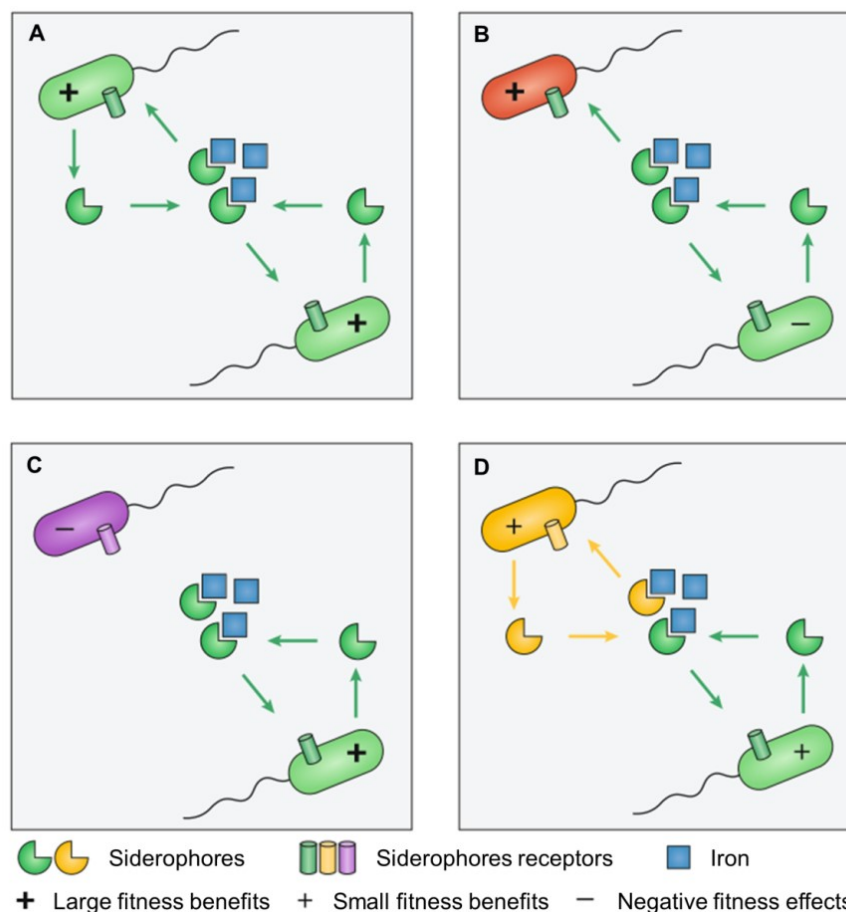 A
B
C
D
Siderophores
Siderophores receptors
Iron
+ Large fitness benefits + Small fitness benefits − Negative fitness effects